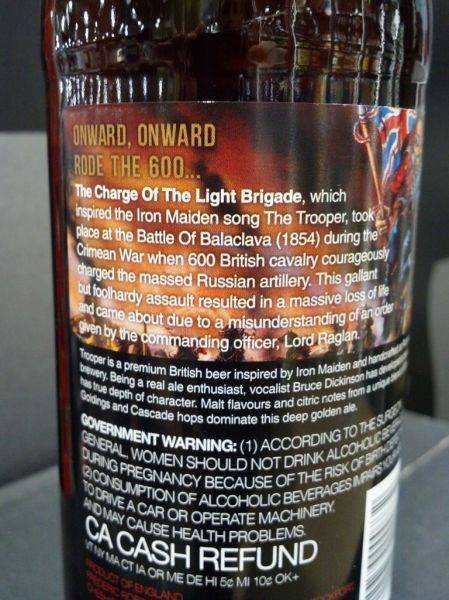 ONWARD, ONWARD
RODE THE 600...
The Charge Of The Light Brigade, which
inspired the Iron Maiden song The Trooper, took
place at the Battle Of Balaclava (1854) during the
Crimean War when 600 British cavalry courageously
charged the massed Russian artillery. This gallant
but foolhardy assault resulted in a massive loss of life
and came about due to a misunderstanding of an order
given by the commanding officer, Lord Raglan.
Trooper is a premium British beer inspired by Iron Maiden and handcrafted
brewery. Being a real ale enthusiast, vocalist Bruce Dickinson has developed
has true depth of character. Malt flavours and citric notes from a unique
Goldings and Cascade hops dominate this deep golden ale.
GOVERNMENT WARNING: (1) ACCORDING TO THE SURGEON
GENERAL, WOMEN SHOULD NOT DRINK ALCOHOLIC
DURING PREGNANCY BECAUSE OF THE RISK OF BIRTH
(2) CONSUMPTION OF ALCOHOLIC BEVERAGES IMPAIRS YOUR
TO DRIVE A CAR OR OPERATE MACHINERY,
AND MAY CAUSE HEALTH PROBLEMS.
CA CASH REFUND
VT NY MA CT IA OR ME DE HI 5¢ MI 10¢ OK+
PRODUCT OF ENGLAND